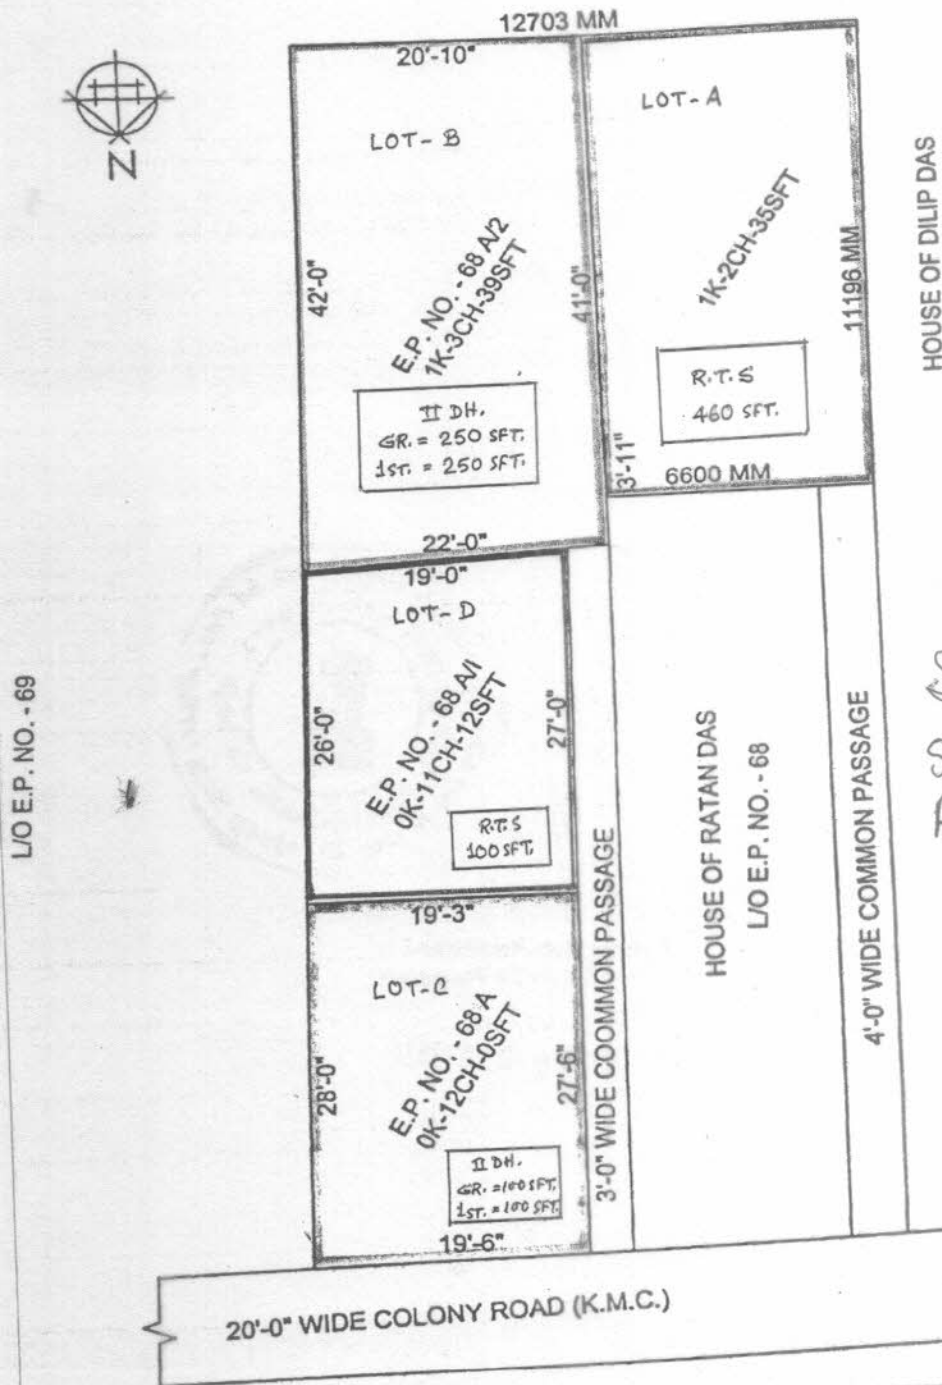 12703 MM
20'-10"
LOT- B
LOT- A
42'-0"
E.P. NO. - 68 A/2
1K-3CH-39SFT
41'-0"
1K-2CH-35SFT
11196 MM
HOUSE OF DILIP DAS
II DH.
GR. = 250 SFT.
1ST. = 250 SFT.
R.T.S
460 SFT.
3'-11"
6600 MM
22'-0"
N
19'-0"
LOT- D
26'-0"
E.P. NO. - 68 A/1
0K-11CH-12SFT
27'-0"
R.T.S
100 SFT.
L/O E.P. NO. - 69
19'-3"
LOT-C
28'-0"
E.P. NO. - 68 A
0K-12CH-0SFT
27'-6"
II DH.
GR. = 100 SFT.
1ST. = 100 SFT.
19'-6"
3'-0" WIDE COOMMON PASSAGE
HOUSE OF RATAN DAS
L/O E.P. NO. - 68
4'-0" WIDE COMMON PASSAGE
20'-0" WIDE COLONY ROAD (K.M.C.)